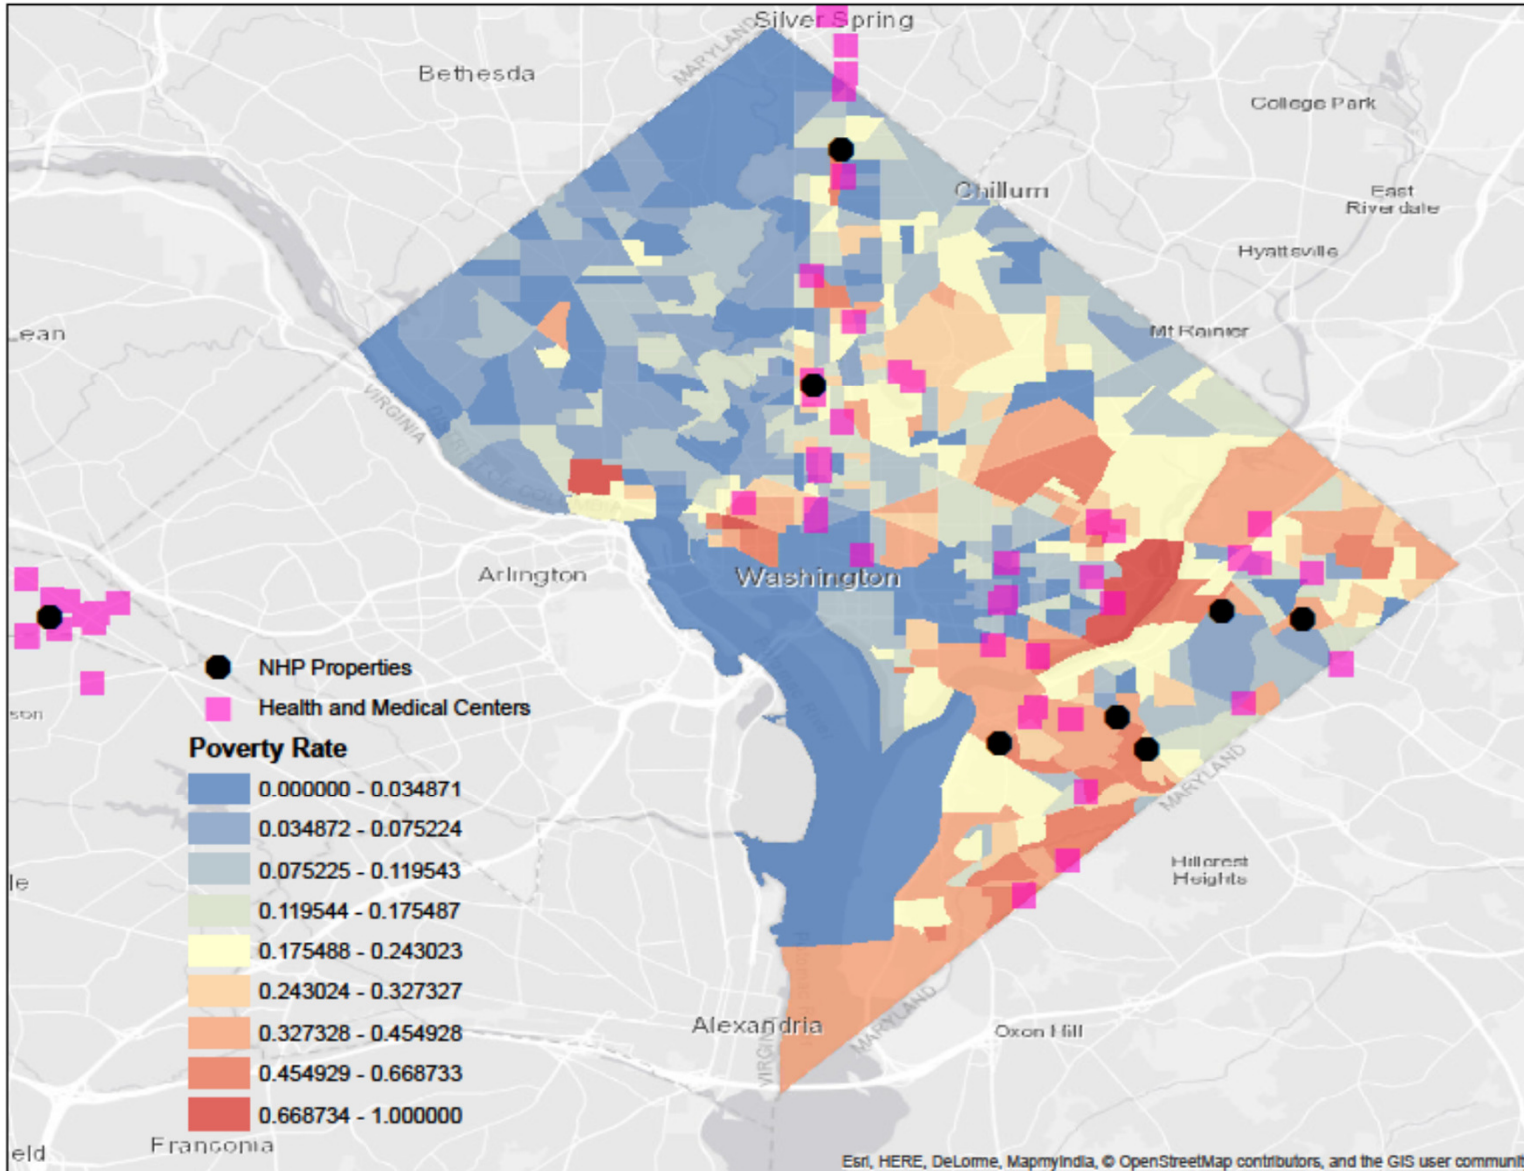 Silver Spring
MARYLAND
Bethesda
College Park
Chillum
East
Riverdale
Hyattsville
Mt Rainier
ean
VIRGINIA
Arlington
Washington
NHP Properties
Health and Medical Centers
son
Poverty Rate
0.000000 - 0.034871
0.034872 - 0.075224
0.075225 - 0.119543
0.119544 - 0.175487
0.175488 - 0.243023
0.243024 - 0.327327
0.327328 - 0.454928
0.454929 - 0.668733
0.668734 - 1.000000
MARYLAND
Hillcrest
Heights
le
Alexandria
MARYLAND
Oxon Hill
Franconia
eld
Esri, HERE, DeLorme, MapmyIndia, © OpenStreetMap contributors, and the GIS user communit